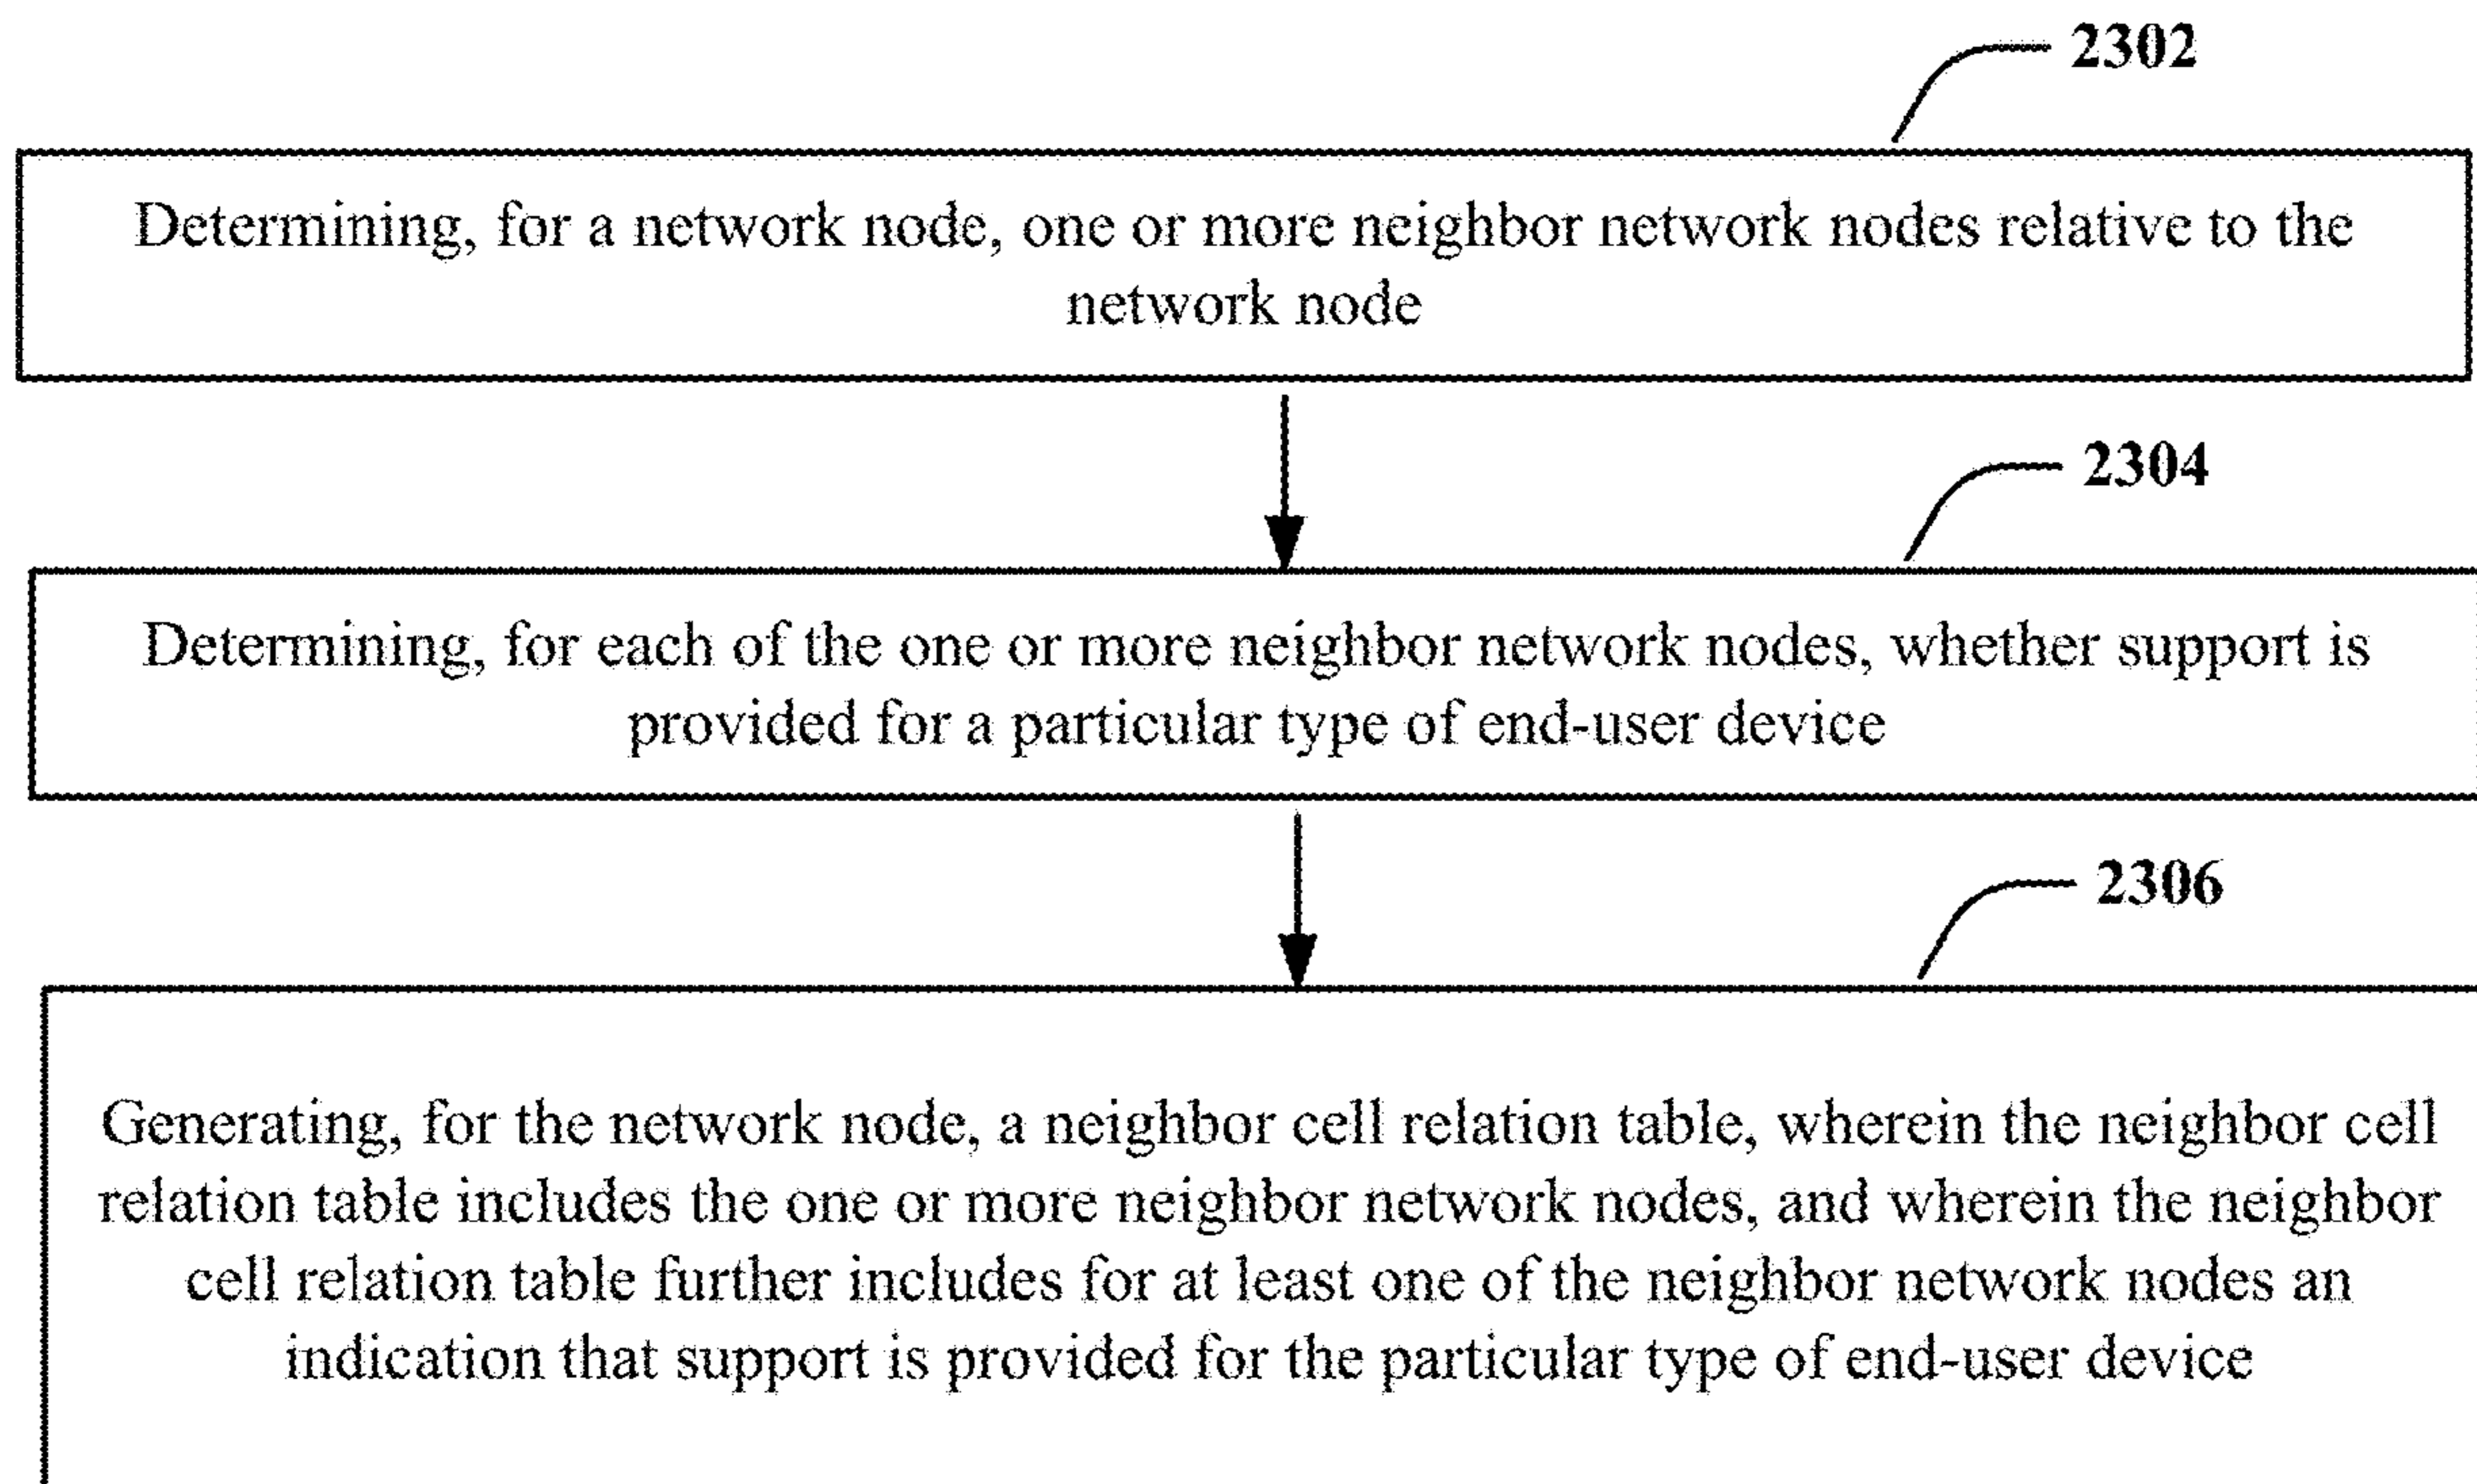 2302
Determining, for a network node, one or more neighbor network nodes relative to the
network node
2304
Determining, for each of the one or more neighbor network nodes, whether support is
provided for a particular type of end-user device
2306
Generating, for the network node, a neighbor cell relation table, wherein the neighbor cell
relation table includes the one or more neighbor network nodes, and wherein the neighbor
cell relation table further includes for at least one of the neighbor network nodes an
indication that support is provided for the particular type of end-user device